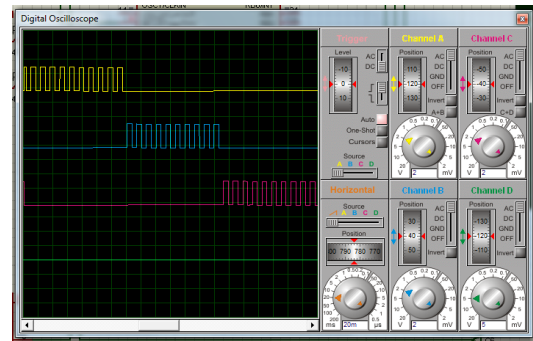 Digital Oscilloscope
Trigger
Level
AC
DC
-10
0
10
Auto
One-Shot
Cursors
Source
A B C D
Horizontal
Source
A B C D
Position
790 780 770
ms 20m µs
Channel A
Position
AC
DC
GND
OFF
110
-120
130
Invert
A+B
V 2 mV
Channel C
Position
AC
DC
GND
OFF
-50
-40
-30
Invert
C+D
V 2 mV
Channel B
Position
AC
DC
GND
OFF
30
-40
50
Invert
V 2 mV
Channel D
Position
AC
DC
GND
OFF
-130
-120
-110
Invert
V 5 mV